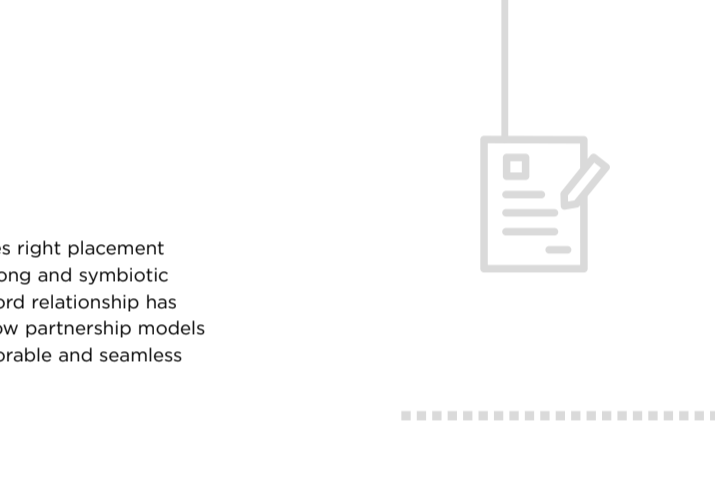 s right placement
ong and symbiotic
ord relationship has
ow partnership models
orable and seamless